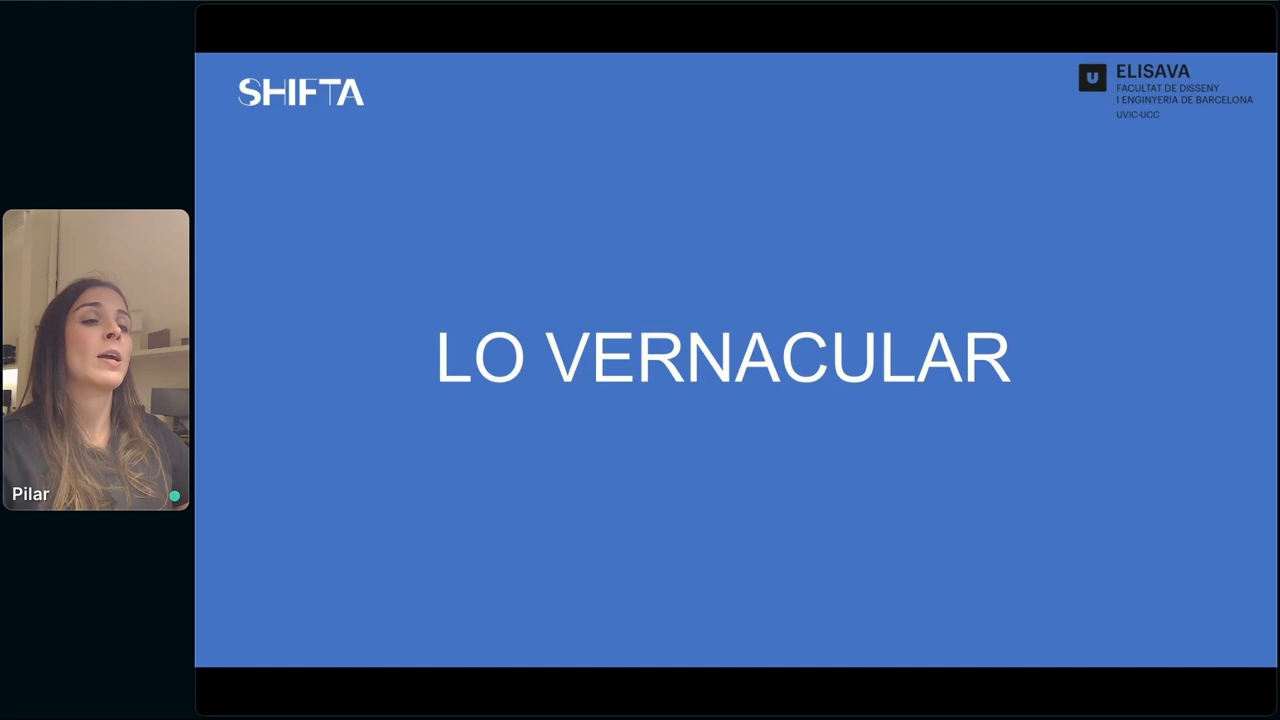 SHIFTA
ELISAVA
FACULTAT DE DISSENY
I ENGINYERIA DE BARCELONA
UVIC·UCC
LO VERNACULAR
Pilar